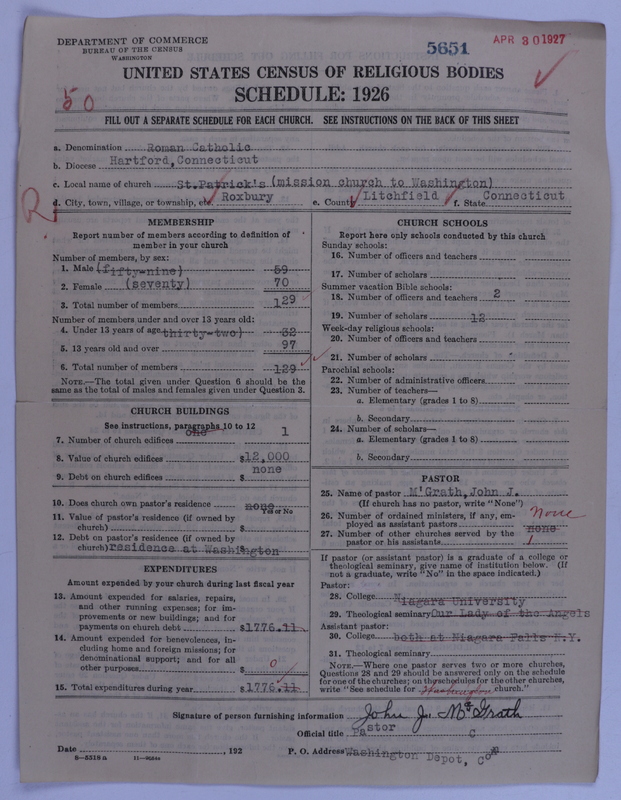 DEPARTMENT OF COMMERCE
BUREAU OF THE CENSUS
WASHINGTON
5651
APR 30 1927
UNITED STATES CENSUS OF RELIGIOUS BODIES
SCHEDULE: 1926
50
FILL OUT A SEPARATE SCHEDULE FOR EACH CHURCH. SEE INSTRUCTIONS ON THE BACK OF THIS SHEET
a. Denomination Roman Catholic
b. Diocese Hartford, Connecticut
c. Local name of church St.Patrick's (mission church to Washington)
d. City, town, village, or township, etc Roxbury e. County Litchfield f. State Connecticut
R.
MEMBERSHIP
Report number of members according to definition of
member in your church
Number of members, by sex:
1. Male (fifty-nine) 59
2. Female (seventy) 70
3. Total number of members 129
Number of members under and over 13 years old:
4. Under 13 years of age thirty-two) 32
5. 13 years old and over 97
6. Total number of members 129
NOTE.—The total given under Question 6 should be the
same as the total of males and females given under Question 3.
CHURCH BUILDINGS
See instructions, paragraphs 10 to 12
7. Number of church edifices one 1
8. Value of church edifices $12,000
9. Debt on church edifices $ none
10. Does church own pastor's residence none
Yes or No
11. Value of pastor's residence (if owned by
church) $
12. Debt on pastor's residence (if owned by
church) residence at Washington
EXPENDITURES
Amount expended by your church during last fiscal year
13. Amount expended for salaries, repairs,
and other running expenses; for im-
provements or new buildings; and for
payments on church debt $1776.11
14. Amount expended for benevolences, in-
cluding home and foreign missions; for
denominational support; and for all
other purposes $ 0
15. Total expenditures during year $1776.11
CHURCH SCHOOLS
Report here only schools conducted by this church
Sunday schools:
16. Number of officers and teachers
17. Number of scholars
Summer vacation Bible schools:
18. Number of officers and teachers 2
19. Number of scholars 12
Week-day religious schools:
20. Number of officers and teachers
21. Number of scholars
Parochial schools:
22. Number of administrative officers
23. Number of teachers—
a. Elementary (grades 1 to 8)
b. Secondary
24. Number of scholars—
a. Elementary (grades 1 to 8)
b. Secondary
PASTOR
25. Name of pastor McGrath, John J.
(If church has no pastor, write "None")
26. Number of ordained ministers, if any, em-
ployed as assistant pastors none None
27. Number of other churches served by the
pastor or his assistants 1
If pastor (or assistant pastor) is a graduate of a college or
theological seminary, give name of institution below. (If
not a graduate, write "No" in the space indicated.)
Pastor:
28. College Niagara University
29. Theological seminary Our Lady of the Angels
Assistant pastor:
30. College both at Niagara Falls N.Y.
31. Theological seminary
NOTE.—Where one pastor serves two or more churches,
Questions 28 and 29 should be answered only on the schedule
for one of the churches; on the schedules for the other churches,
write "See schedule for Washington church."
Signature of person furnishing information John J. McGrath
Official title Pastor
Date , 192 P. O. Address Washington Depot, Conn
8—5518a 11—9088